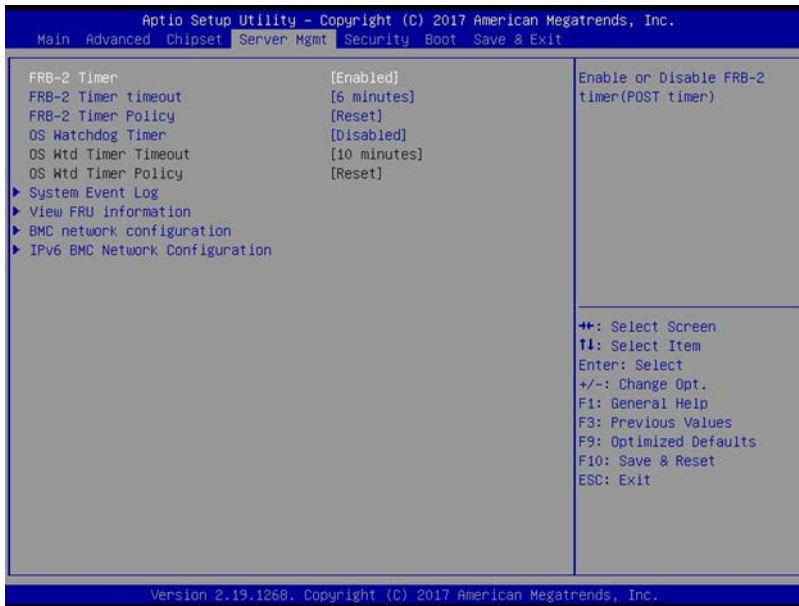 Aptio Setup Utility – Copyright (C) 2017 American Megatrends, Inc.
Main Advanced Chipset Server Mgmt Security Boot Save & Exit
FRB-2 Timer [Enabled]
FRB-2 Timer timeout [6 minutes]
FRB-2 Timer Policy [Reset]
OS Watchdog Timer [Disabled]
OS Wtd Timer Timeout [10 minutes]
OS Wtd Timer Policy [Reset]
System Event Log
View FRU information
BMC network configuration
IPv6 BMC Network Configuration
Enable or Disable FRB-2
timer(POST timer)
→←: Select Screen
↑↓: Select Item
Enter: Select
+/-: Change Opt.
F1: General Help
F3: Previous Values
F9: Optimized Defaults
F10: Save & Reset
ESC: Exit
Version 2.19.1268. Copyright (C) 2017 American Megatrends, Inc.